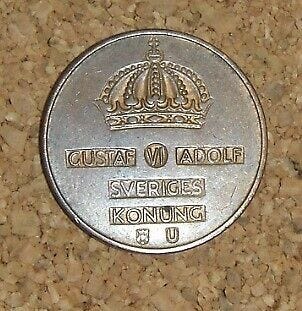 GUSTAF VI ADOLF
SVERIGES
KONUNG
U